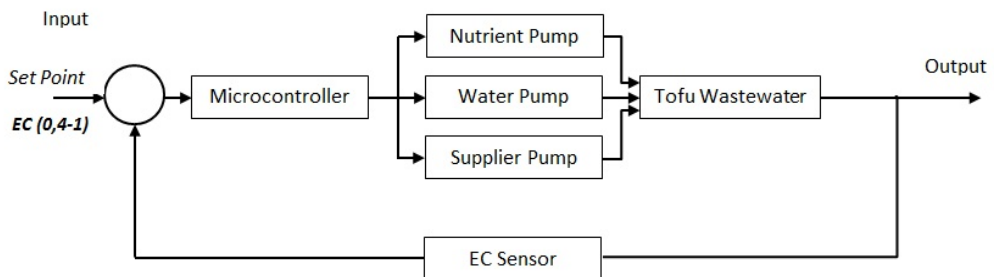 Input
Set Point
EC (0,4-1)
Microcontroller
Nutrient Pump
Water Pump
Supplier Pump
Tofu Wastewater
Output
EC Sensor